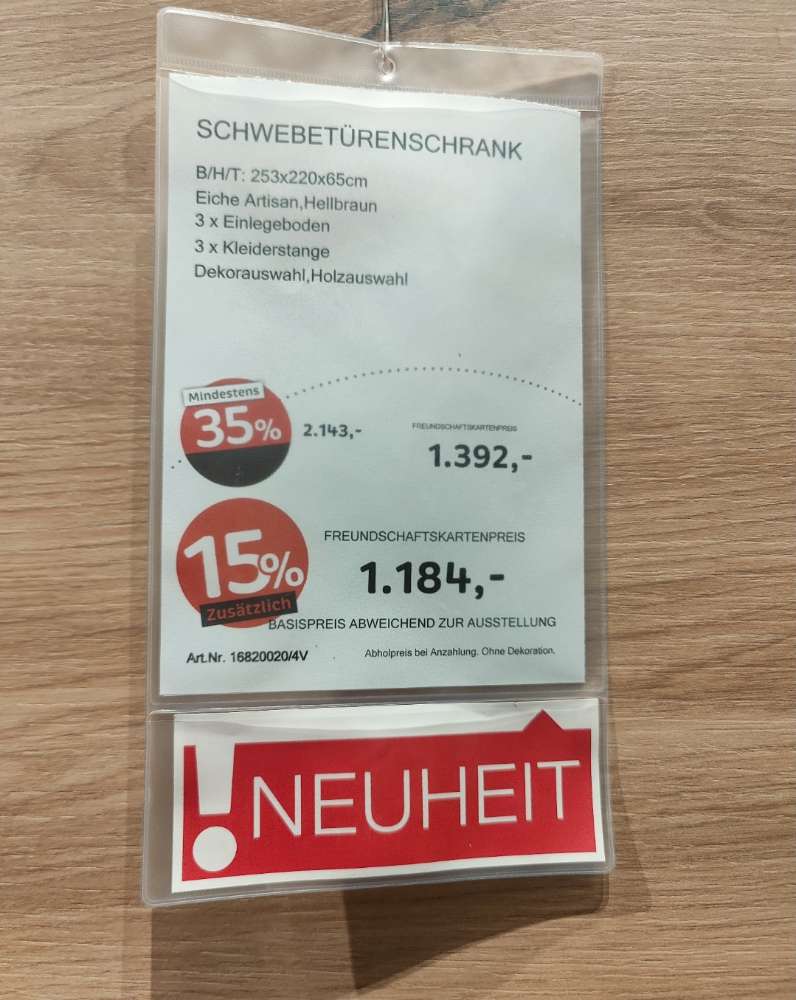 SCHWEBETÜRENSCHRANK
B/H/T: 253x220x65cm
Eiche Artisan,Hellbraun
3 x Einlegeboden
3 x Kleiderstange
Dekorauswahl,Holzauswahl
Mindestens
35%
2.143,-
FREUNDSCHAFTSKARTENPREIS
1.392,-
15%
Zusätzlich
FREUNDSCHAFTSKARTENPREIS
1.184,-
BASISPREIS ABWEICHEND ZUR AUSSTELLUNG
Art.Nr. 16820020/4V
Abholpreis bei Anzahlung. Ohne Dekoration.
! NEUHEIT